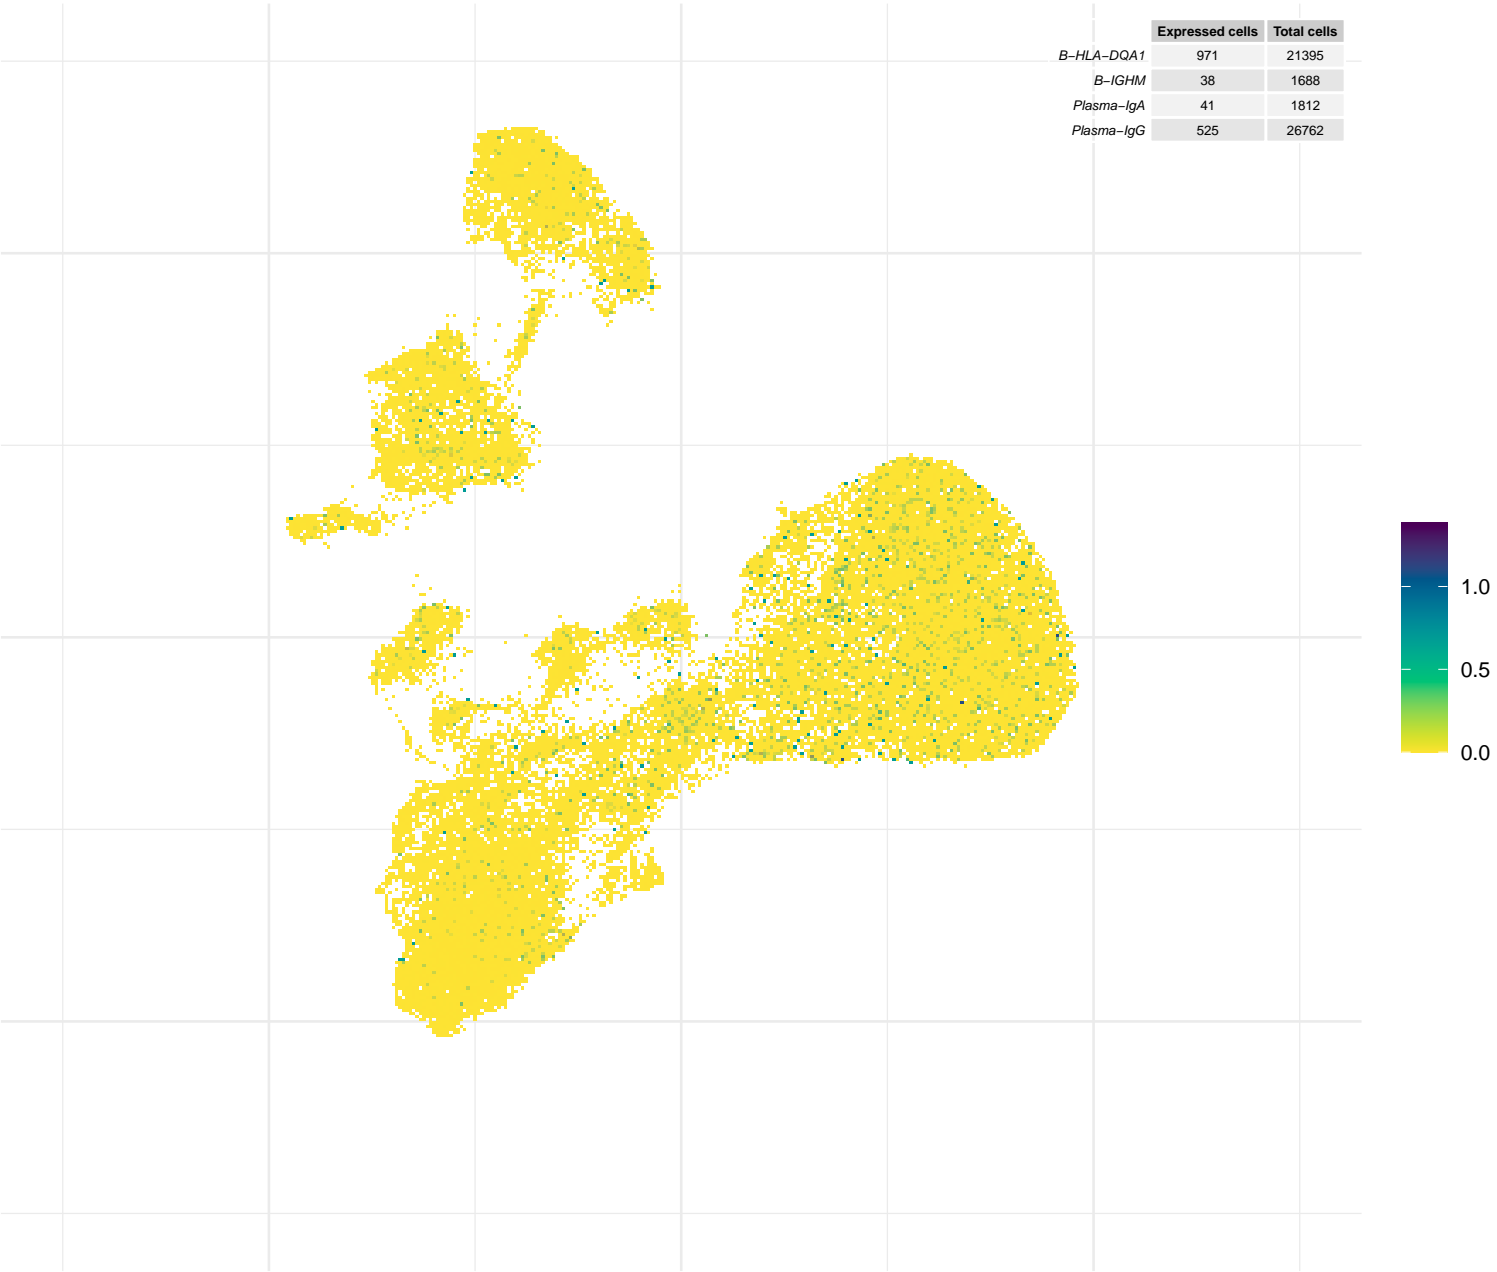 Expressed cells Total cells
B−HLA−DQA1 971 21395
B−IGHM 38 1688
Plasma−IgA 41 1812
Plasma−IgG 525 26762
1.0
0.5
0.0